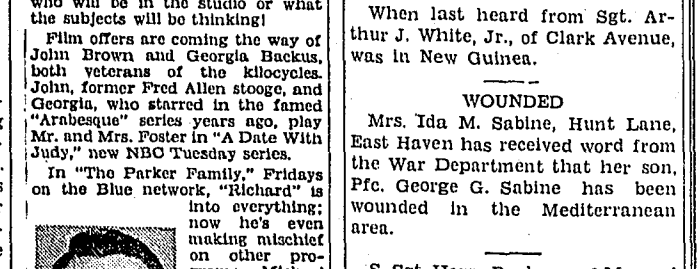 who will be in the studio or what
the subjects will be thinking!
Film offers are coming the way of
John Brown and Georgia Backus,
both veterans of the kilocycles.
John, former Fred Allen stooge, and
Georgia, who starred in the famed
"Arabesque" series years ago, play
Mr. and Mrs. Foster in "A Date With
Judy," new NBC Tuesday series.
In "The Parker Family," Fridays
on the Blue network, "Richard" is
into everything;
now he's even
making mischief
on other pro-
When last heard from Sgt. Ar-
thur J. White, Jr., of Clark Avenue,
was in New Guinea.
WOUNDED
Mrs. Ida M. Sabine, Hunt Lane,
East Haven has received word from
the War Department that her son,
Pfc. George G. Sabine has been
wounded in the Mediterranean
area.